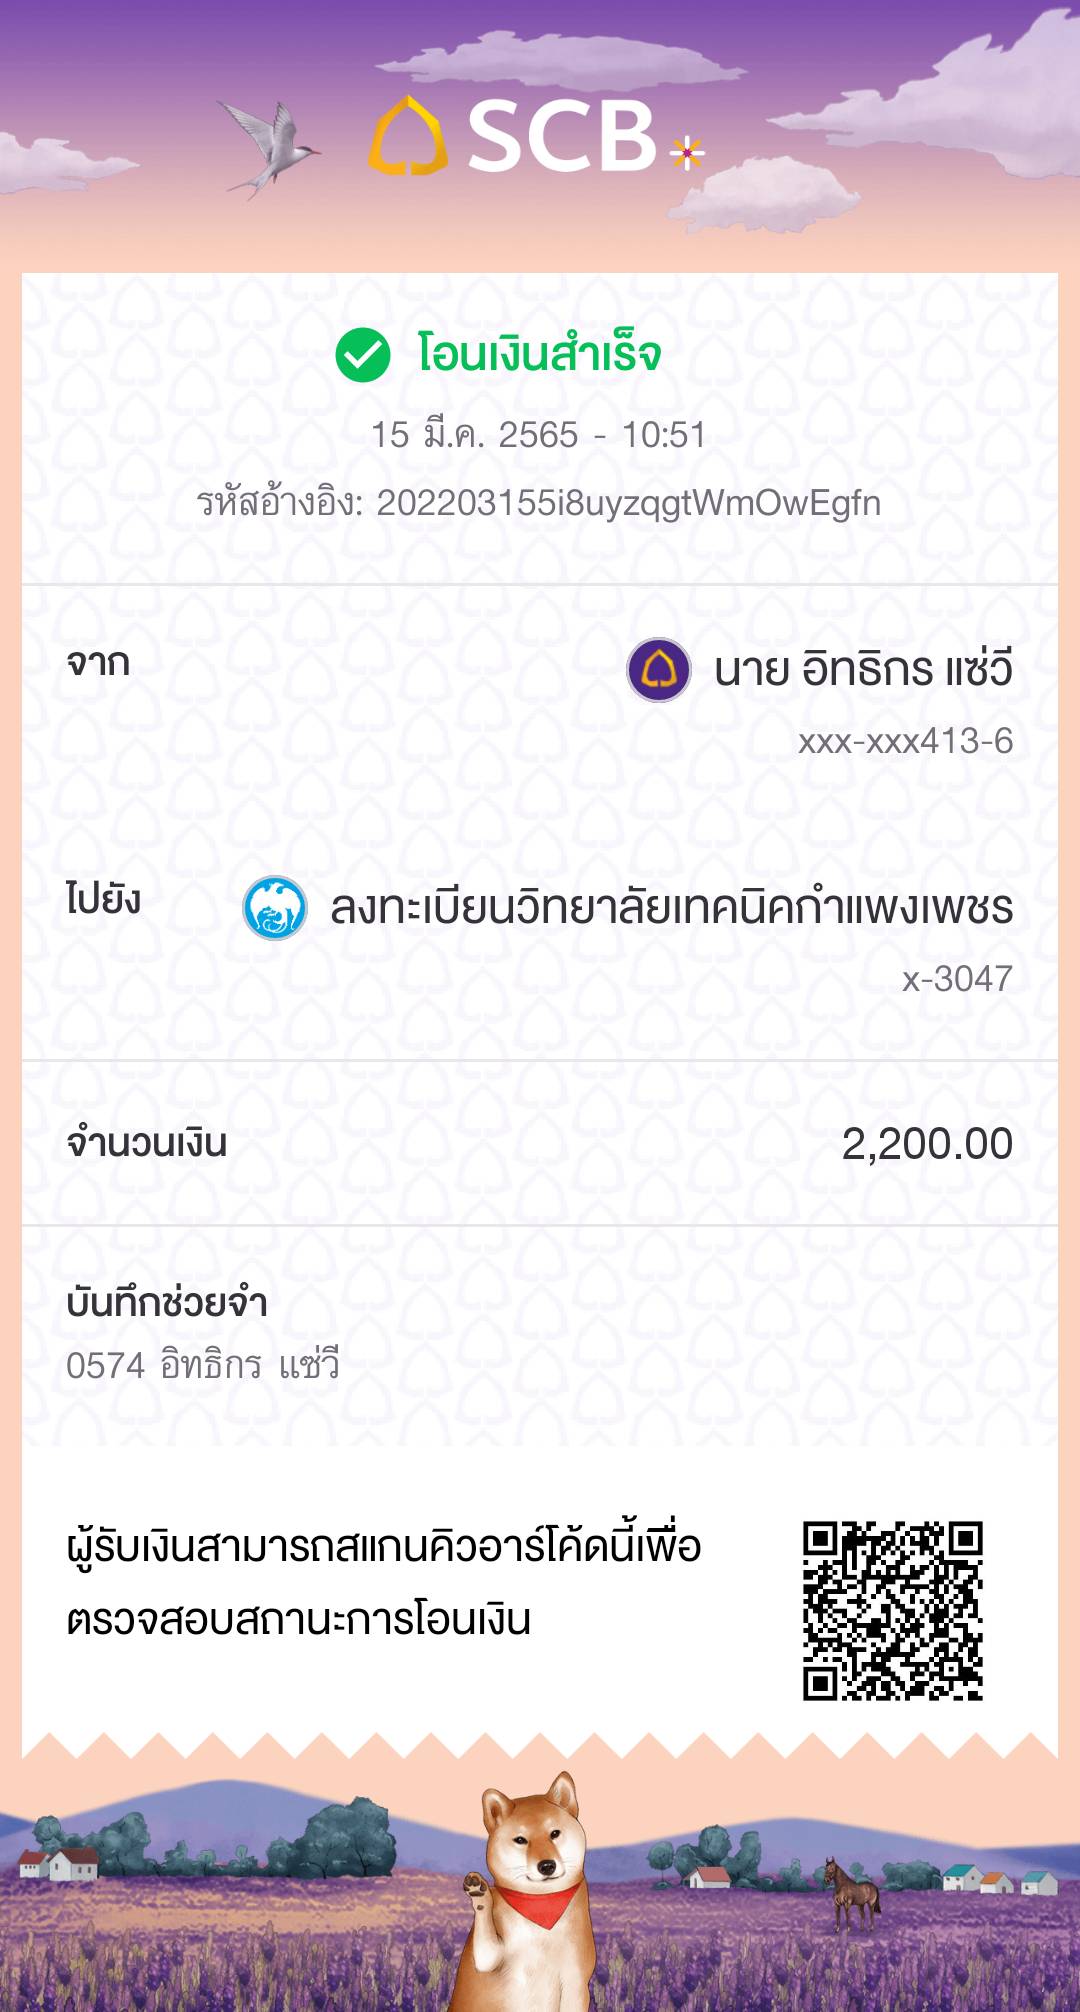 SCB
โอนเงินสำเร็จ
15 มี.ค. 2565 - 10:51
รหัสอ้างอิง: 202203155i8uyzqgtWmOwEgfn
จาก
นาย อิทธิกร แซ่วี
xxx-xxx413-6
ไปยัง
ลงทะเบียนวิทยาลัยเทคนิคกำแพงเพชร
x-3047
จำนวนเงิน
2,200.00
บันทึกช่วยจำ
0574 อิทธิกร แซ่วี
ผู้รับเงินสามารถสแกนคิวอาร์โค้ดนี้เพื่อ
ตรวจสอบสถานะการโอนเงิน